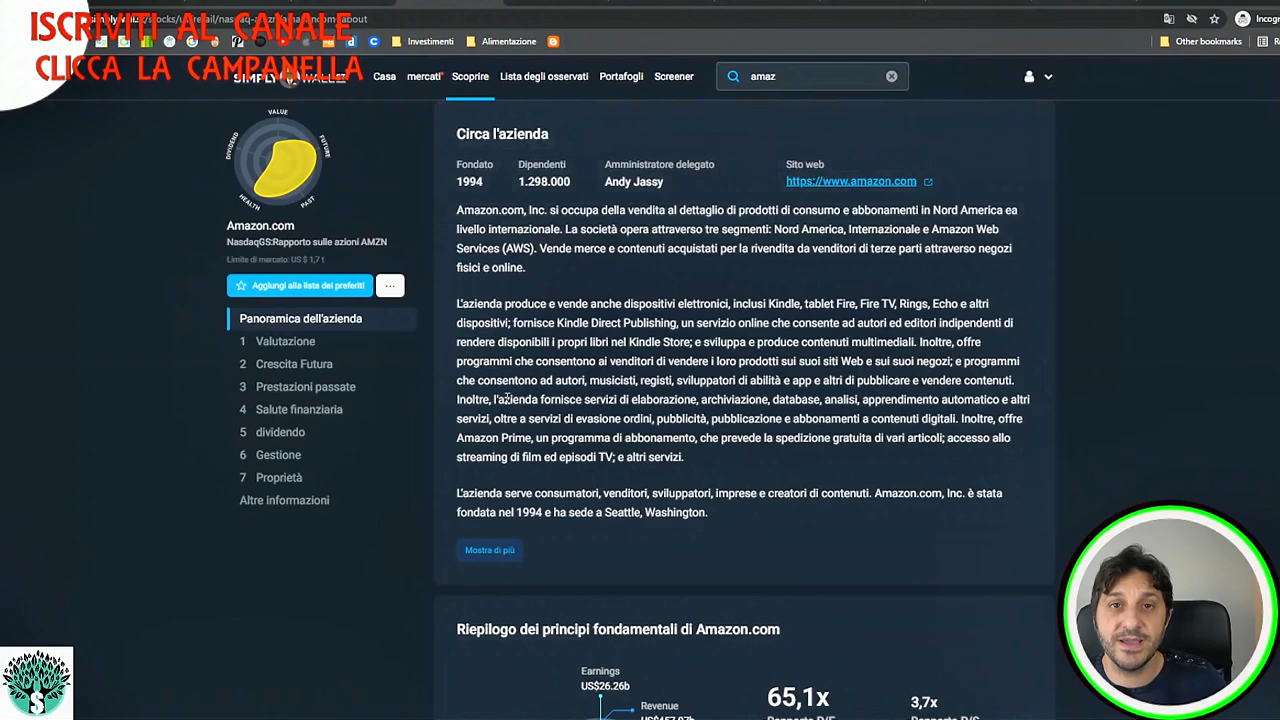 ISCRIVITI AL CANALE
CLICCA LA CAMPANELLA
Incog
Investimenti
Alimentazione
Other bookmarks
Casa
mercati
Scoprire
Lista degli osservati
Portafogli
Screener
amaz
VALUE
FUTURE
PAST
HEALTH
DIVIDEND
Amazon.com
NasdaqGS:Rapporto sulle azioni AMZN
Limite di mercato: US $ 1,7 t
Aggiungi alla lista dei preferiti
...
Panoramica dell'azienda
1 Valutazione
2 Crescita Futura
3 Prestazioni passate
4 Salute finanziaria
5 dividendo
6 Gestione
7 Proprietà
Altre informazioni
Circa l'azienda
Fondato Dipendenti Amministratore delegato Sito web
1994 1.298.000 Andy Jassy https://www.amazon.com
Amazon.com, Inc. si occupa della vendita al dettaglio di prodotti di consumo e abbonamenti in Nord America ea
livello internazionale. La società opera attraverso tre segmenti: Nord America, Internazionale e Amazon Web
Services (AWS). Vende merce e contenuti acquistati per la rivendita da venditori di terze parti attraverso negozi
fisici e online.
L'azienda produce e vende anche dispositivi elettronici, inclusi Kindle, tablet Fire, Fire TV, Rings, Echo e altri
dispositivi; fornisce Kindle Direct Publishing, un servizio online che consente ad autori ed editori indipendenti di
rendere disponibili i propri libri nel Kindle Store; e sviluppa e produce contenuti multimediali. Inoltre, offre
programmi che consentono ai venditori di vendere i loro prodotti sui suoi siti Web e sui suoi negozi; e programmi
che consentono ad autori, musicisti, registi, sviluppatori di abilità e app e altri di pubblicare e vendere contenuti.
Inoltre, l'azienda fornisce servizi di elaborazione, archiviazione, database, analisi, apprendimento automatico e altri
servizi, oltre a servizi di evasione ordini, pubblicità, pubblicazione e abbonamenti a contenuti digitali. Inoltre, offre
Amazon Prime, un programma di abbonamento, che prevede la spedizione gratuita di vari articoli; accesso allo
streaming di film ed episodi TV; e altri servizi.
L'azienda serve consumatori, venditori, sviluppatori, imprese e creatori di contenuti. Amazon.com, Inc. è stata
fondata nel 1994 e ha sede a Seattle, Washington.
Mostra di più
Riepilogo dei principi fondamentali di Amazon.com
Earnings
US$26.26b
Revenue
65,1x
3,7x